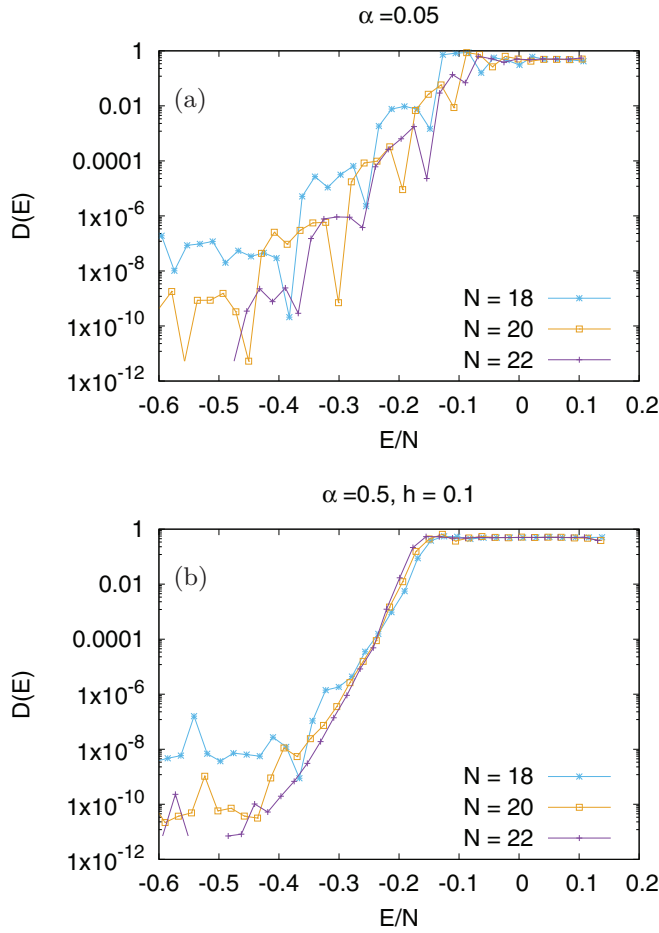 α =0.05
(a)
1
0.01
0.0001
1x10⁻⁶
1x10⁻⁸
1x10⁻¹⁰
1x10⁻¹²
D(E)
N = 18
N = 20
N = 22
-0.6 -0.5 -0.4 -0.3 -0.2 -0.1 0 0.1 0.2
E/N
α =0.5, h = 0.1
(b)
1
0.01
0.0001
1x10⁻⁶
1x10⁻⁸
1x10⁻¹⁰
1x10⁻¹²
D(E)
N = 18
N = 20
N = 22
-0.6 -0.5 -0.4 -0.3 -0.2 -0.1 0 0.1 0.2
E/N